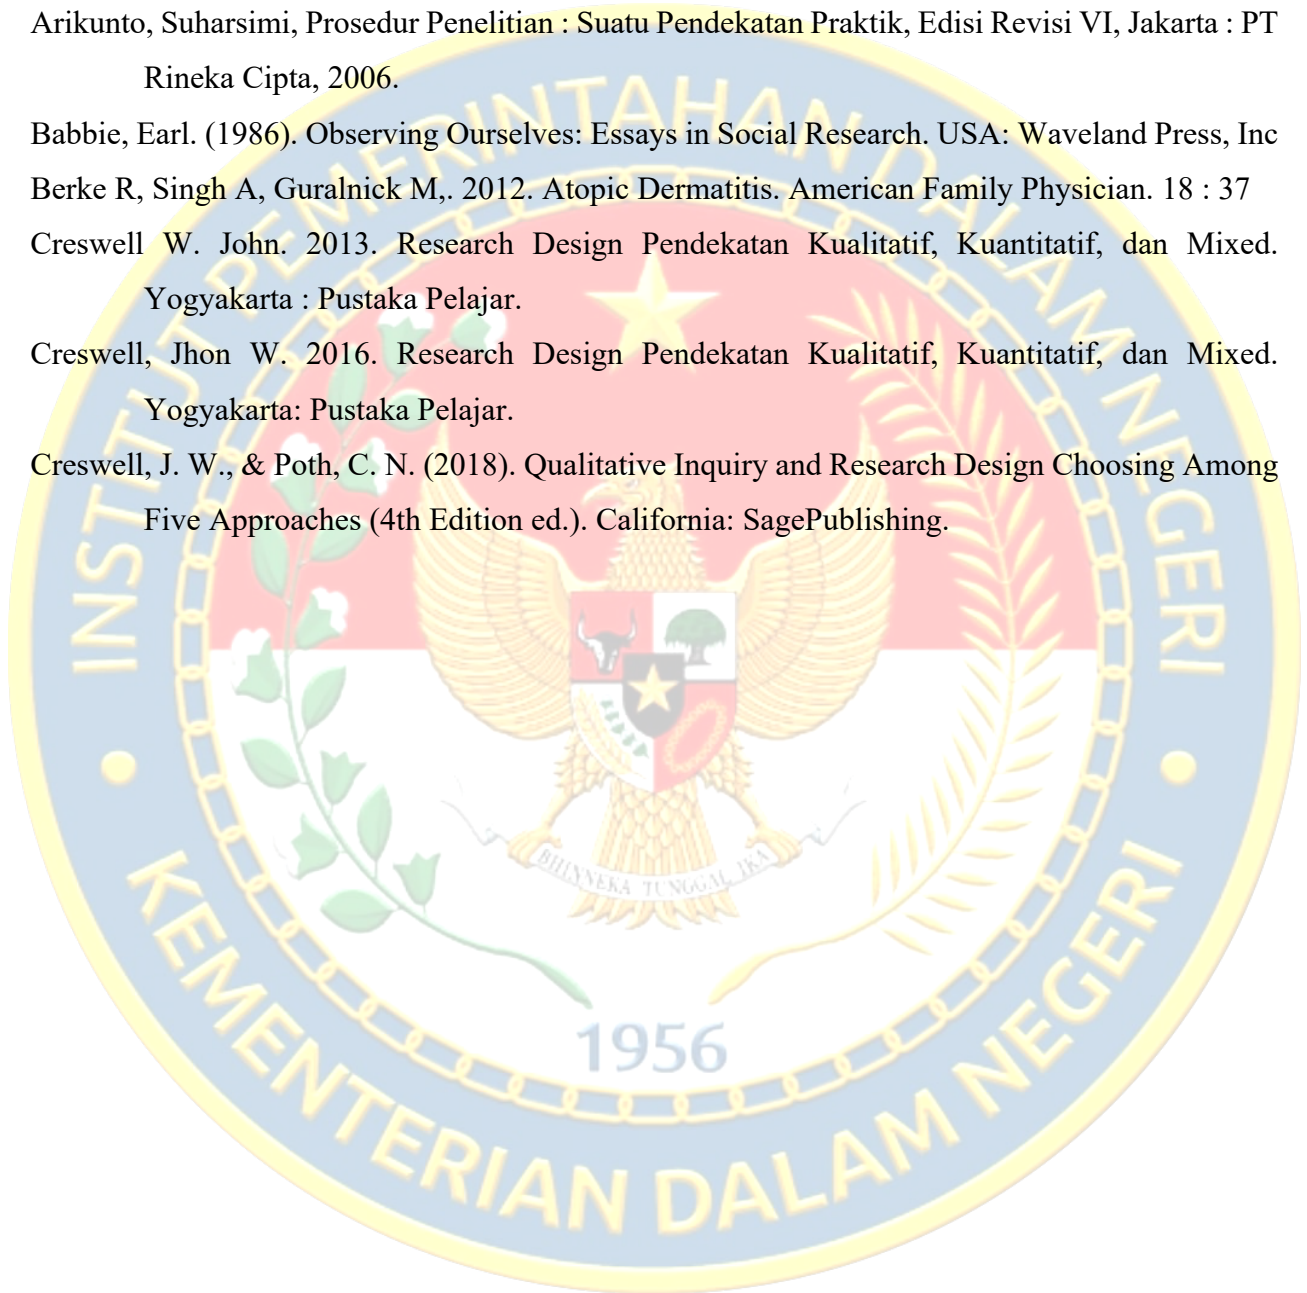 Arikunto, Suharsimi, Prosedur Penelitian : Suatu Pendekatan Praktik, Edisi Revisi VI, Jakarta : PT
Rineka Cipta, 2006.
Babbie, Earl. (1986). Observing Ourselves: Essays in Social Research. USA: Waveland Press, Inc
Berke R, Singh A, Guralnick M,. 2012. Atopic Dermatitis. American Family Physician. 18 : 37
Creswell W. John. 2013. Research Design Pendekatan Kualitatif, Kuantitatif, dan Mixed.
Yogyakarta : Pustaka Pelajar.
Creswell, Jhon W. 2016. Research Design Pendekatan Kualitatif, Kuantitatif, dan Mixed.
Yogyakarta: Pustaka Pelajar.
Creswell, J. W., & Poth, C. N. (2018). Qualitative Inquiry and Research Design Choosing Among
Five Approaches (4th Edition ed.). California: SagePublishing.
INSTITUT PEMERINTAHAN DALAM NEGERI
BHINNEKA TUNGGAL IKA
1956
KEMENTERIAN DALAM NEGERI